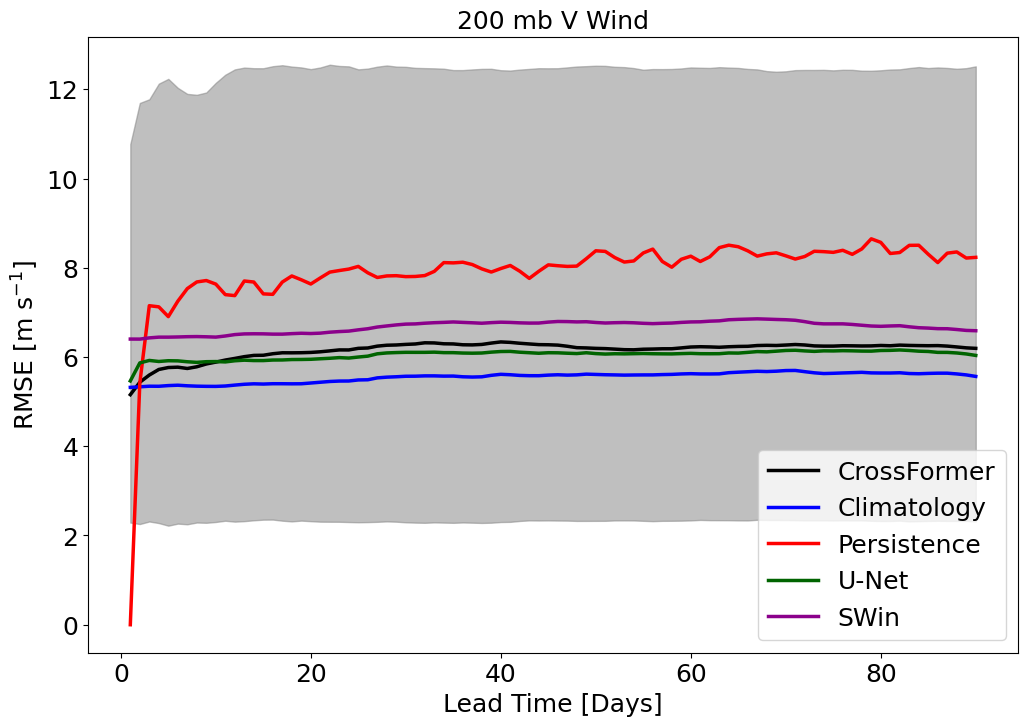 200 mb V Wind
RMSE [m s⁻¹]
12
10
8
6
4
2
0
0 20 40 60 80
Lead Time [Days]
CrossFormer
Climatology
Persistence
U-Net
SWin